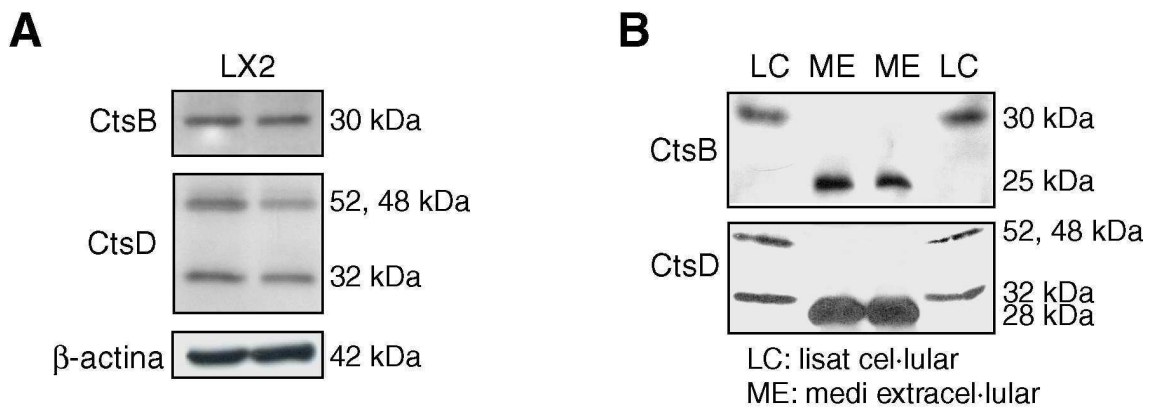 A
LX2
CtsB 30 kDa
52, 48 kDa
CtsD
32 kDa
β-actina 42 kDa
B
LC ME ME LC
30 kDa
CtsB
25 kDa
52, 48 kDa
CtsD
32 kDa
28 kDa
LC: lisat cel·lular
ME: medi extracel·lular